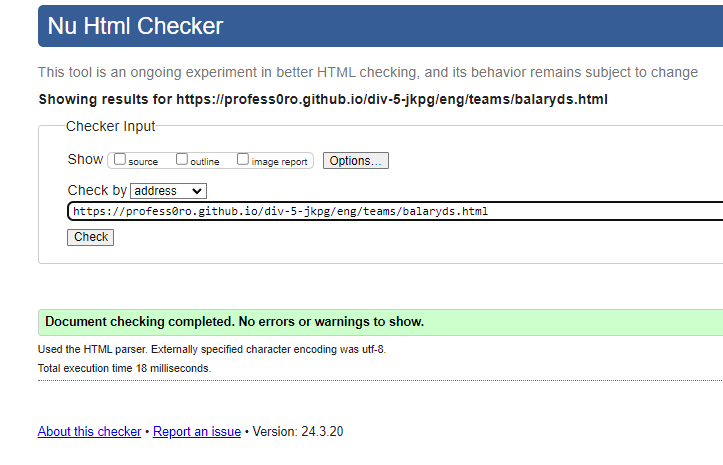 Nu Html Checker
This tool is an ongoing experiment in better HTML checking, and its behavior remains subject to change
Showing results for https://profess0ro.github.io/div-5-jkpg/eng/teams/balaryds.html
Checker Input
Show source outline image report Options...
Check by address
https://profess0ro.github.io/div-5-jkpg/eng/teams/balaryds.html
Check
Document checking completed. No errors or warnings to show.
Used the HTML parser. Externally specified character encoding was utf-8.
Total execution time 18 milliseconds.
About this checker • Report an issue • Version: 24.3.20